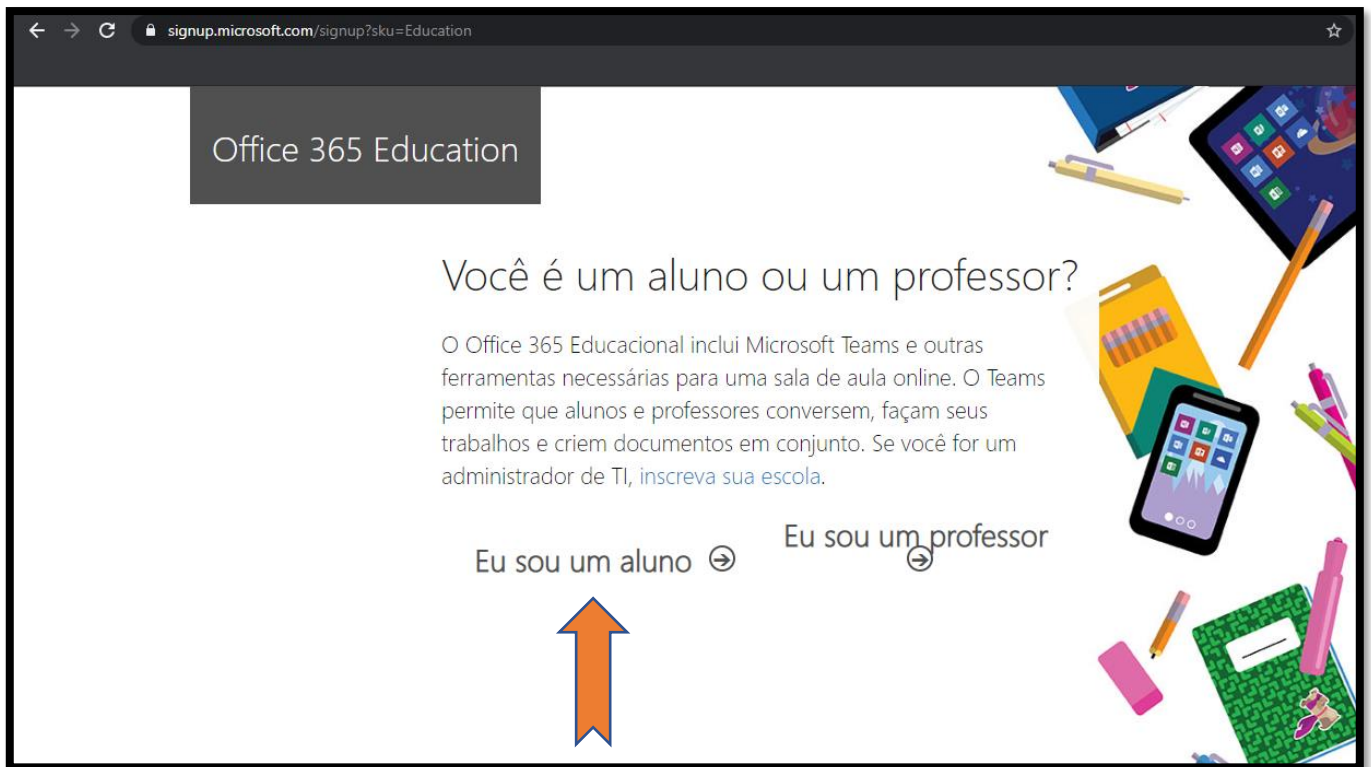 signup.microsoft.com/signup?sku=Education
Office 365 Education
Você é um aluno ou um professor?
O Office 365 Educacional inclui Microsoft Teams e outras
ferramentas necessárias para uma sala de aula online. O Teams
permite que alunos e professores conversem, façam seus
trabalhos e criem documentos em conjunto. Se você for um
administrador de TI, inscreva sua escola.
Eu sou um aluno
Eu sou um professor